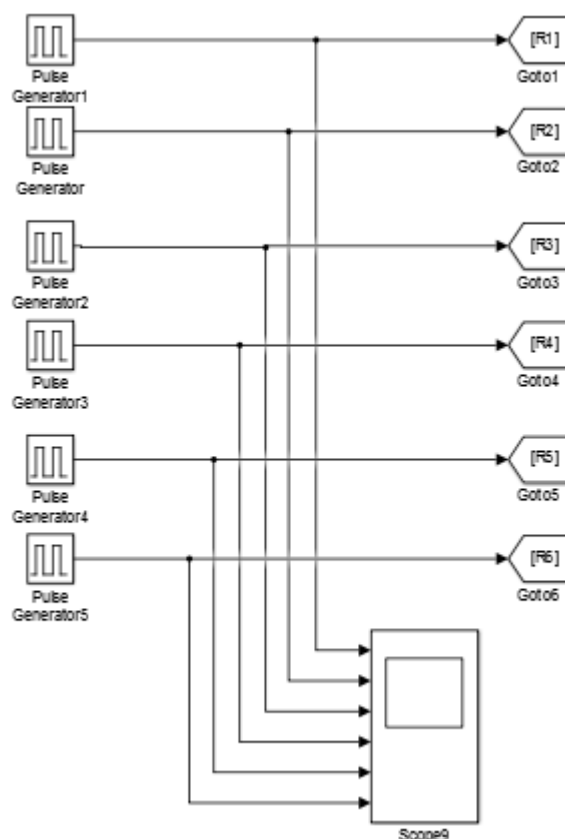 [R1]
Pulse
Generator1
Goto1
[R2]
Pulse
Generator
Goto2
[R3]
Pulse
Generator2
Goto3
[R4]
Pulse
Generator3
Goto4
[R5]
Pulse
Generator4
Goto5
[R6]
Pulse
Generator5
Goto6
Scope9